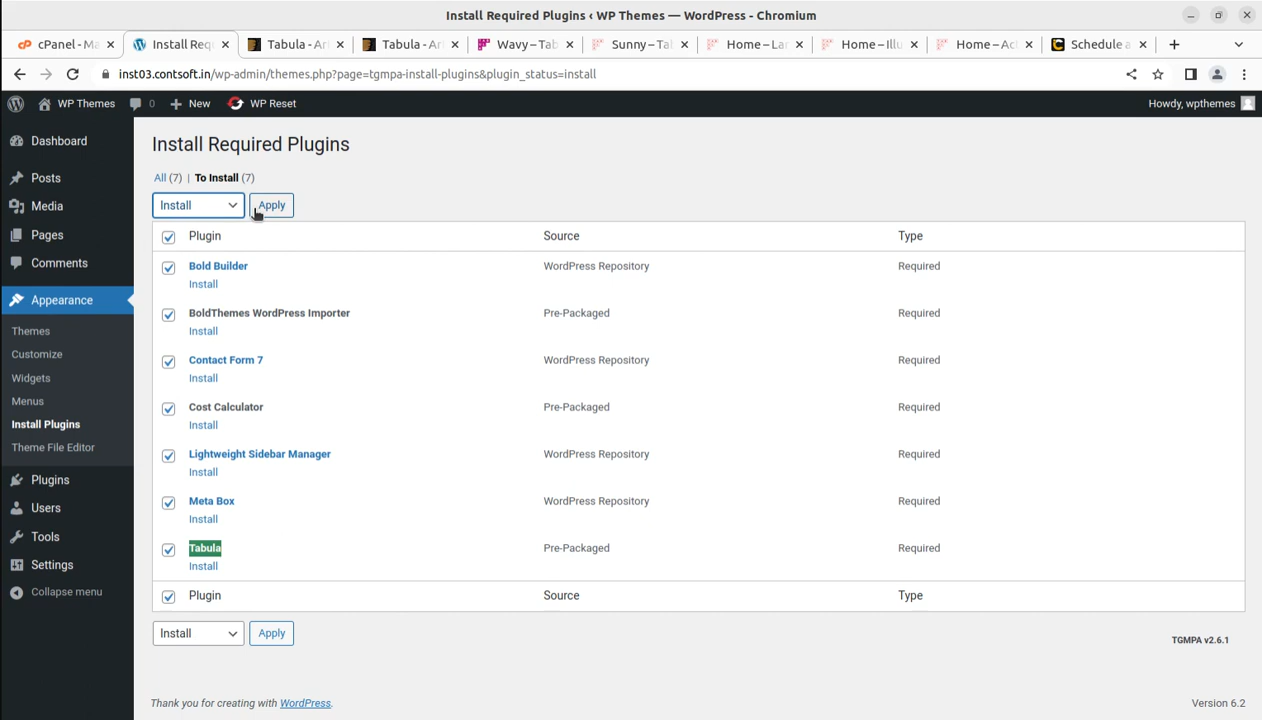 Install Required Plugins ‹ WP Themes — WordPress - Chromium
cPanel - Ma
Install Req
Tabula - Ar
Tabula - Ar
Wavy – Tab
Sunny – Ta
Home – Lar
Home – Illu
Home – Ac
Schedule a
inst03.contsoft.in/wp-admin/themes.php?page=tgmpa-install-plugins&plugin_status=install
WP Themes 0 New WP Reset Howdy, wpthemes
Dashboard
Posts
Media
Pages
Comments
Appearance
Themes
Customize
Widgets
Menus
Install Plugins
Theme File Editor
Plugins
Users
Tools
Settings
Collapse menu
Install Required Plugins
All (7) | To Install (7)
Install Apply
Plugin Source Type
Bold Builder WordPress Repository Required
Install
BoldThemes WordPress Importer Pre-Packaged Required
Install
Contact Form 7 WordPress Repository Required
Install
Cost Calculator Pre-Packaged Required
Install
Lightweight Sidebar Manager WordPress Repository Required
Install
Meta Box WordPress Repository Required
Install
Tabula Pre-Packaged Required
Install
Plugin Source Type
Install Apply
TGMPA v2.6.1
Thank you for creating with WordPress. Version 6.2